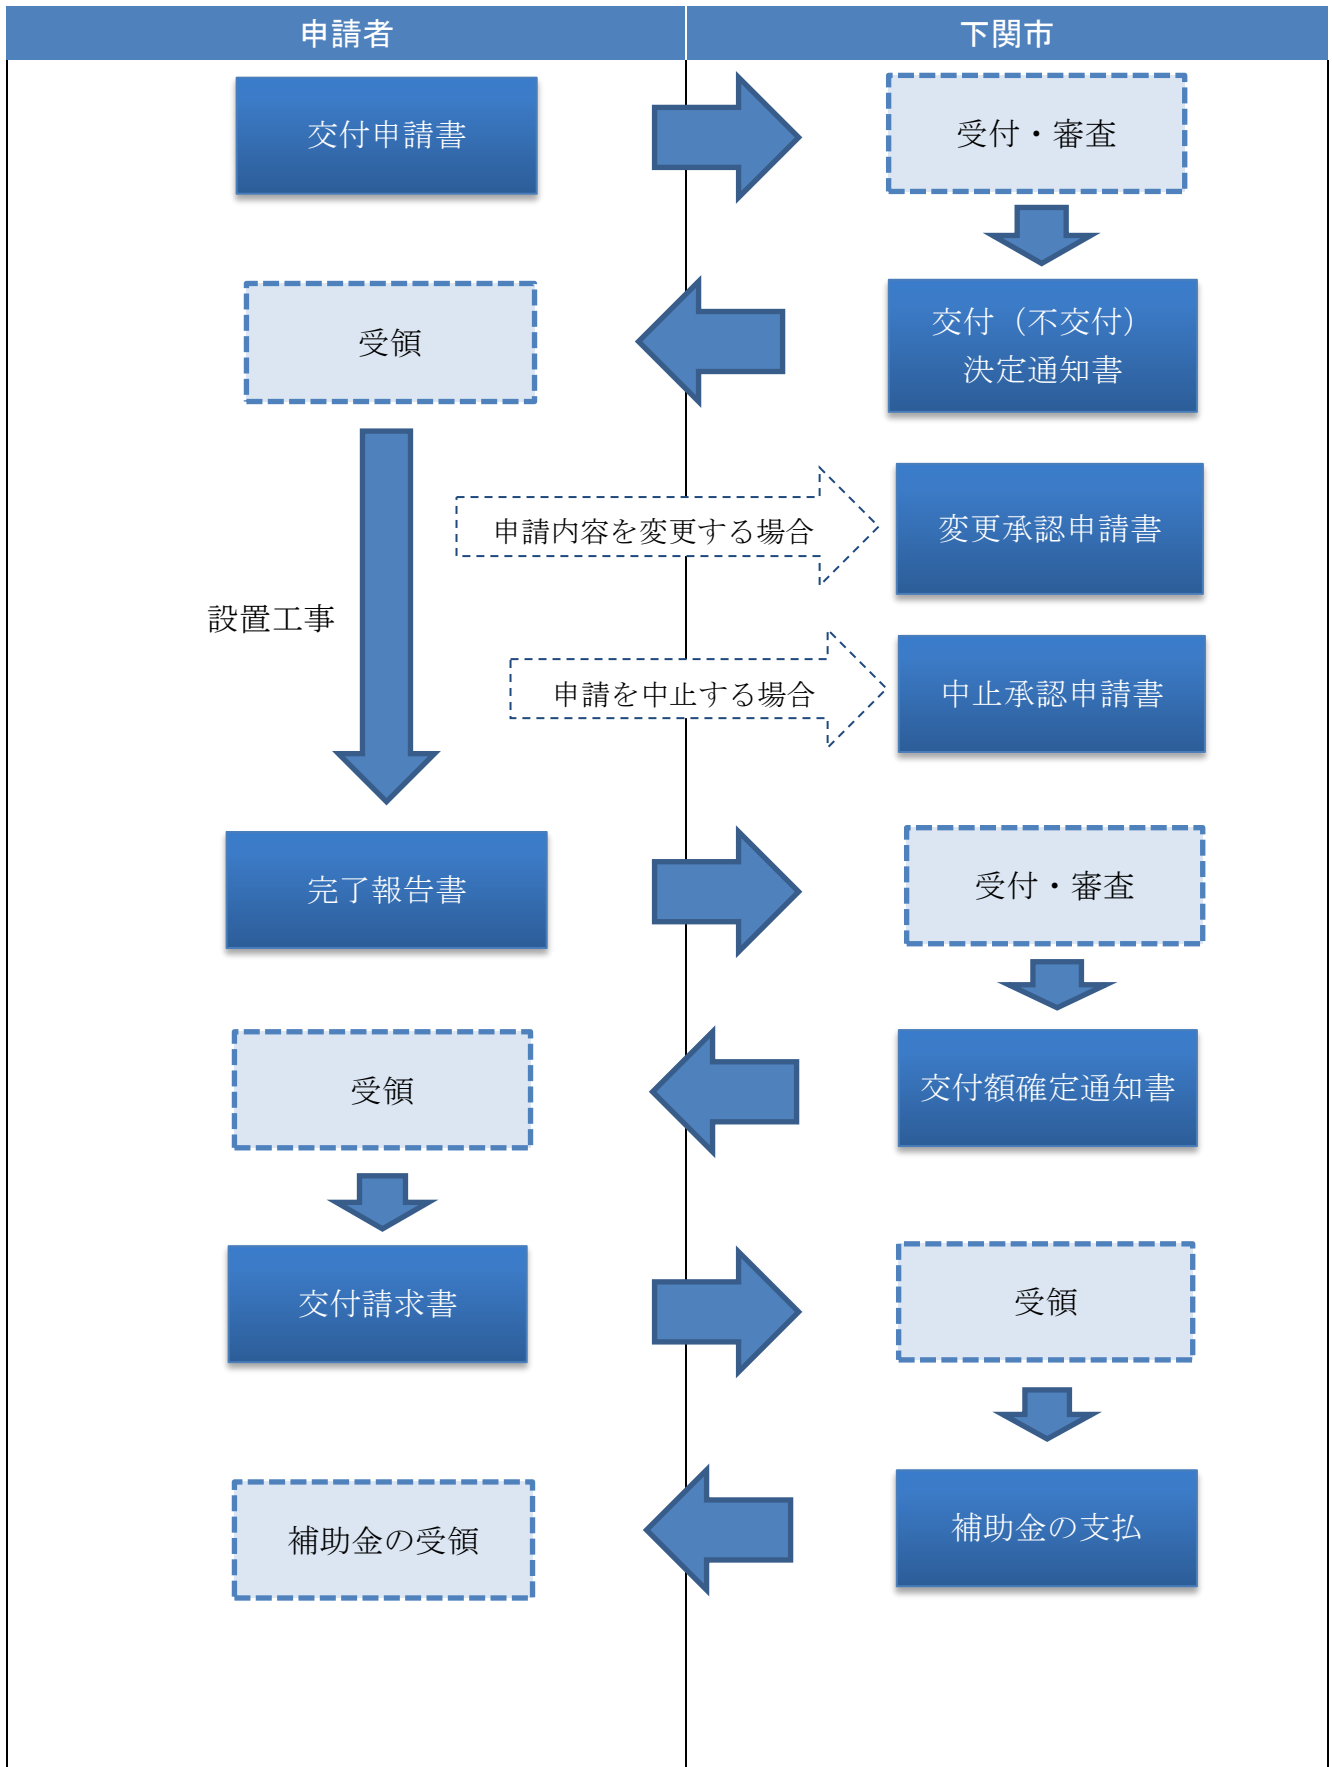 申請者
下関市
交付申請書
受付・審査
交付（不交付）
決定通知書
受領
申請内容を変更する場合
変更承認申請書
設置工事
申請を中止する場合
中止承認申請書
完了報告書
受付・審査
交付額確定通知書
受領
交付請求書
受領
補助金の支払
補助金の受領